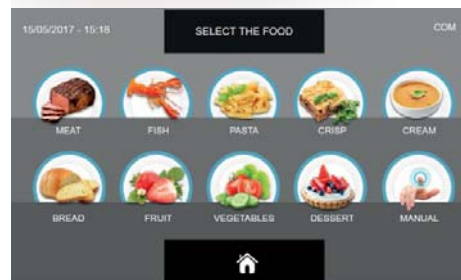 15/05/2017 - 15:18
SELECT THE FOOD
COM
MEAT
FISH
PASTA
CRISP
CREAM
BREAD
FRUIT
VEGETABLES
DESSERT
MANUAL